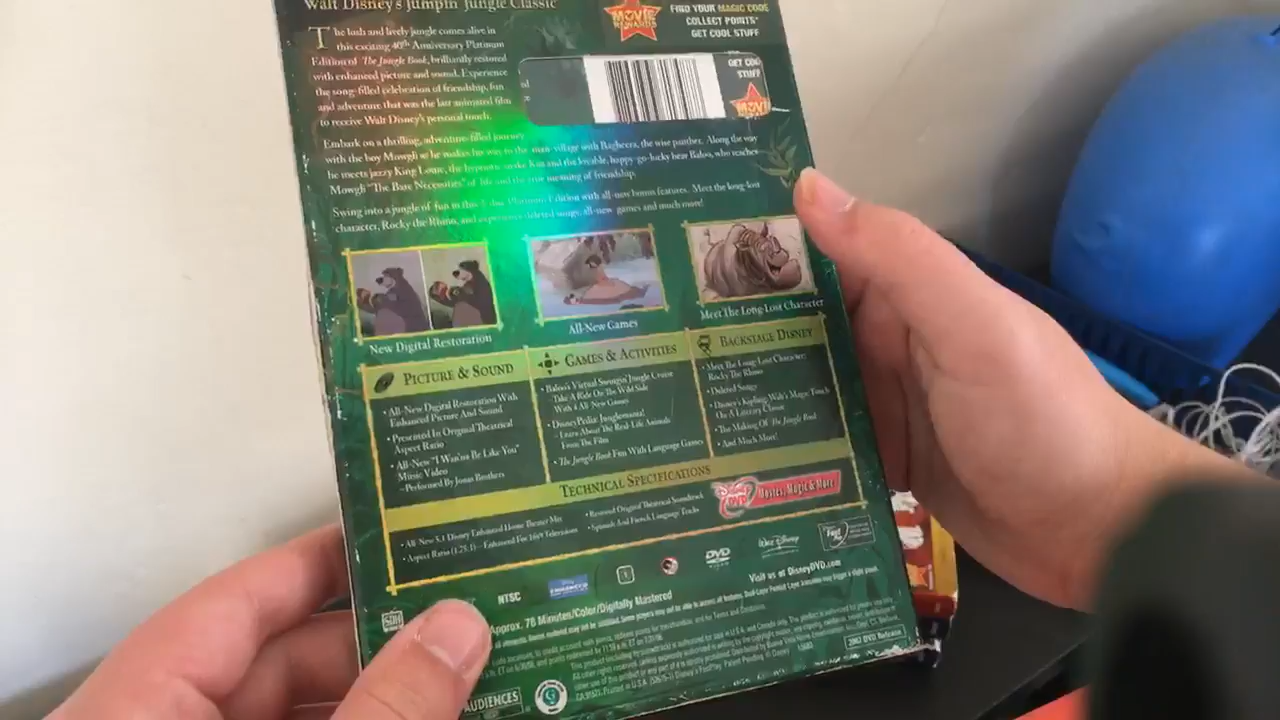 Walt Disney's Jumpin' Jungle Classic
MOVIE REWARDS
FIND YOUR MAGIC CODE
COLLECT POINTS*
GET COOL STUFF
GET COO
STUFF
MOVI
The lush and lively jungle comes alive in
this exciting 40th Anniversary Platinum
Edition of The Jungle Book, brilliantly restored
with enhanced picture and sound. Experience
the song-filled celebration of friendship, fun
and adventure that was the last animated film
to receive Walt Disney's personal touch.
Embark on a thrilling, adventure-filled journey
with the boy Mowgli as he makes his way to the man-village with Bagheera, the wise panther. Along the way
he meets jazzy King Louie, the hypnotic snake Kaa and the lovable, happy-go-lucky bear Baloo, who teaches
Mowgli "The Bare Necessities" of life and the true meaning of friendship.
Swing into a jungle of fun in this 2-disc Platinum Edition with all-new bonus features. Meet the long-lost
character, Rocky the Rhino, and experience deleted songs, all-new games and much more!
New Digital Restoration
All-New Games
Meet The Long-Lost Character
PICTURE & SOUND
• All-New Digital Restoration With
Enhanced Picture And Sound
• Presented In Original Theatrical
Aspect Ratio
• All-New "I Wan'na Be Like You"
Music Video
– Performed By Jonas Brothers
GAMES & ACTIVITIES
• Baloo's Virtual Swingin' Jungle Cruise
– Take A Ride On The Wild Side
With 4 All-New Games
• DisneyPedia: Junglemania!
– Learn About The Real-Life Animals
From The Film
• The Jungle Book Fun With Language Games
BACKSTAGE DISNEY
• Meet The Long-Lost Character:
Rocky The Rhino
• Deleted Songs
• Disney's Kipling: Walt's Magic Touch
On A Literary Classic
• The Making Of The Jungle Book
• And Much More!
TECHNICAL SPECIFICATIONS
• All-New 5.1 Disney Enhanced Home Theater Mix
• Aspect Ratio (1.75:1) – Enhanced For 16x9 Televisions
• Restored Original Theatrical Soundtrack
• Spanish And French Language Tracks
Disney DVD
Movies, Magic & More
NTSC
1
DVD
VIDEO
Walt Disney
Visit us at DisneyDVD.com
Approx. 78 Minutes/Color/Digitally Mastered
2007 DVD Release
AUDIENCES
G